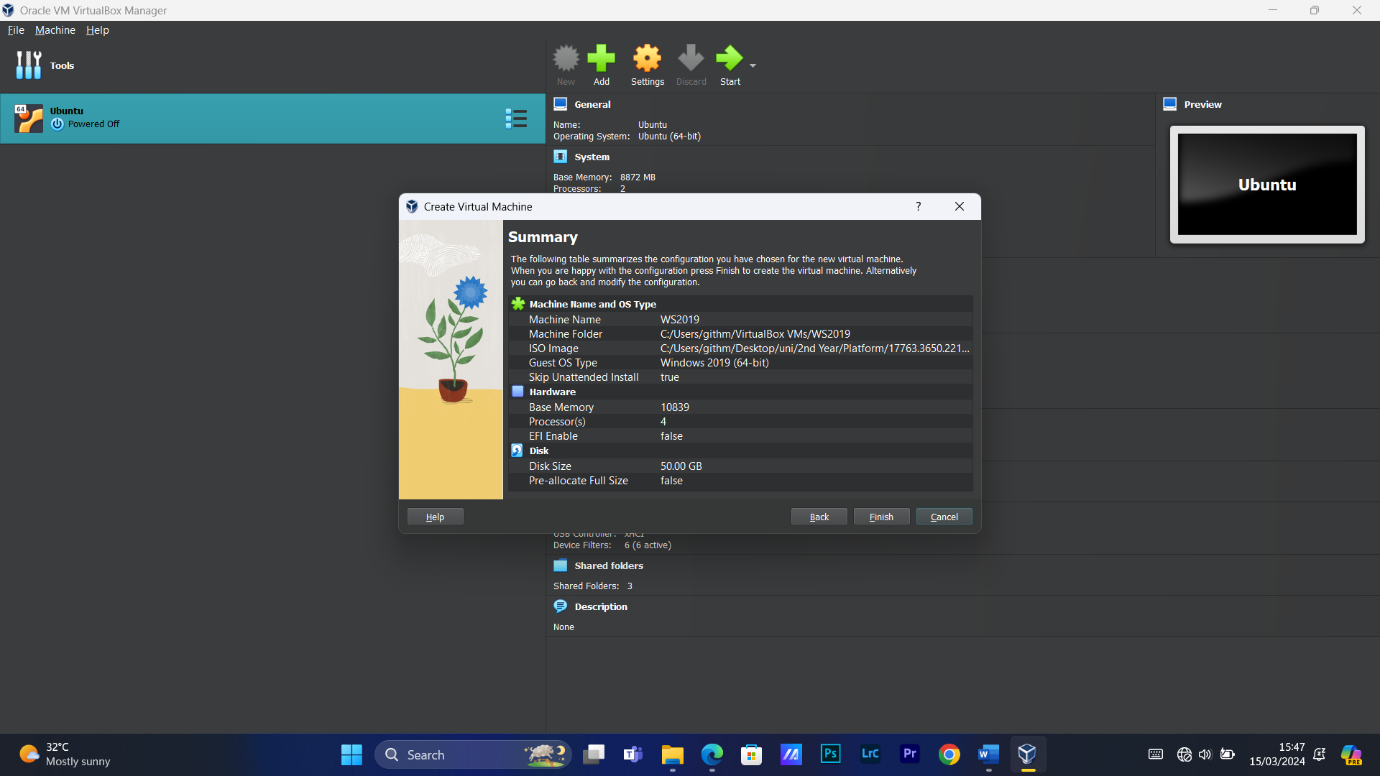 Oracle VM VirtualBox Manager
File Machine Help
Tools
New Add Settings Discard Start
64
Ubuntu
Powered Off
General
Name: Ubuntu
Operating System: Ubuntu (64-bit)
System
Base Memory: 8872 MB
Processors: 2
Preview
Ubuntu
Create Virtual Machine ?
Summary
The following table summarizes the configuration you have chosen for the new virtual machine.
When you are happy with the configuration press Finish to create the virtual machine. Alternatively
you can go back and modify the configuration.
Machine Name and OS Type
Machine Name WS2019
Machine Folder C:/Users/githm/VirtualBox VMs/WS2019
ISO Image C:/Users/githm/Desktop/uni/2nd Year/Platform/17763.3650.221...
Guest OS Type Windows 2019 (64-bit)
Skip Unattended Install true
Hardware
Base Memory 10839
Processor(s) 4
EFI Enable false
Disk
Disk Size 50.00 GB
Pre-allocate Full Size false
Help Back Finish Cancel
USB Controller: xHCI
Device Filters: 6 (6 active)
Shared folders
Shared Folders: 3
Description
None
32°C
Mostly sunny
Search
Ps
LrC
Pr
PRE
15:47
15/03/2024